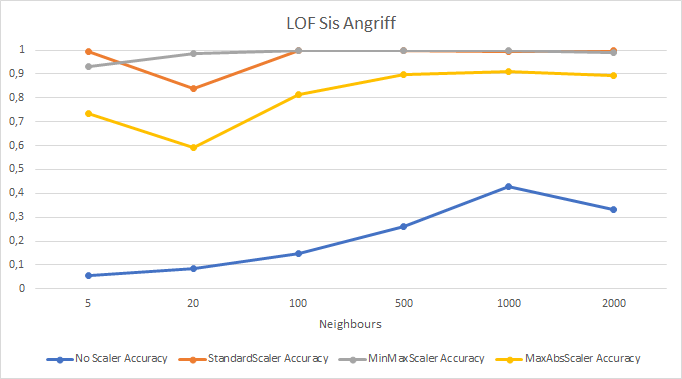 LOF Sis Angriff
1
0,9
0,8
0,7
0,6
0,5
0,4
0,3
0,2
0,1
0
5 20 100 500 1000 2000
Neighbours
No Scaler Accuracy StandardScaler Accuracy MinMaxScaler Accuracy MaxAbsScaler Accuracy